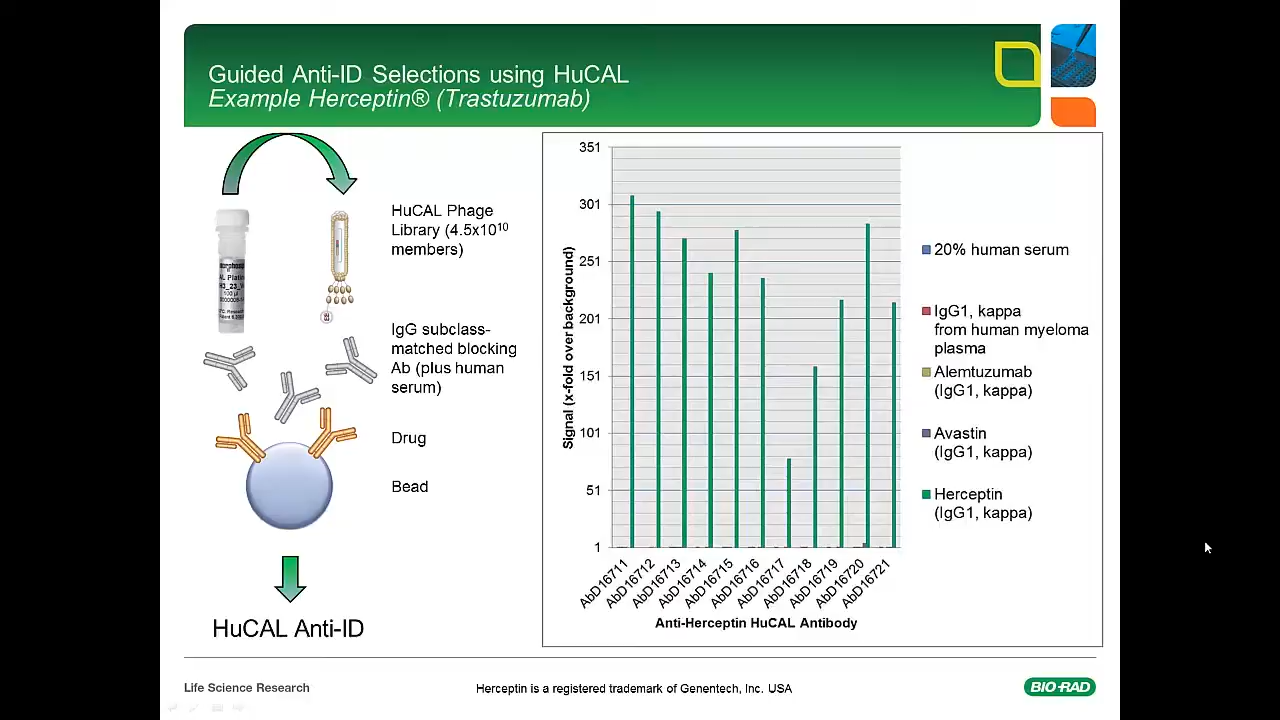 Guided Anti-ID Selections using HuCAL
Example Herceptin® (Trastuzumab)
HuCAL Phage
Library (4.5x10¹⁰
members)
IgG subclass-
matched blocking
Ab (plus human
serum)
Drug
Bead
HuCAL Anti-ID
351
301
251
201
151
101
51
1
Signal (x-fold over background)
AbD16711
AbD16712
AbD16713
AbD16714
AbD16715
AbD16716
AbD16717
AbD16718
AbD16719
AbD16720
AbD16721
Anti-Herceptin HuCAL Antibody
20% human serum
IgG1, kappa
from human myeloma
plasma
Alemtuzumab
(IgG1, kappa)
Avastin
(IgG1, kappa)
Herceptin
(IgG1, kappa)
Life Science Research
Herceptin is a registered trademark of Genentech, Inc. USA
BIO-RAD